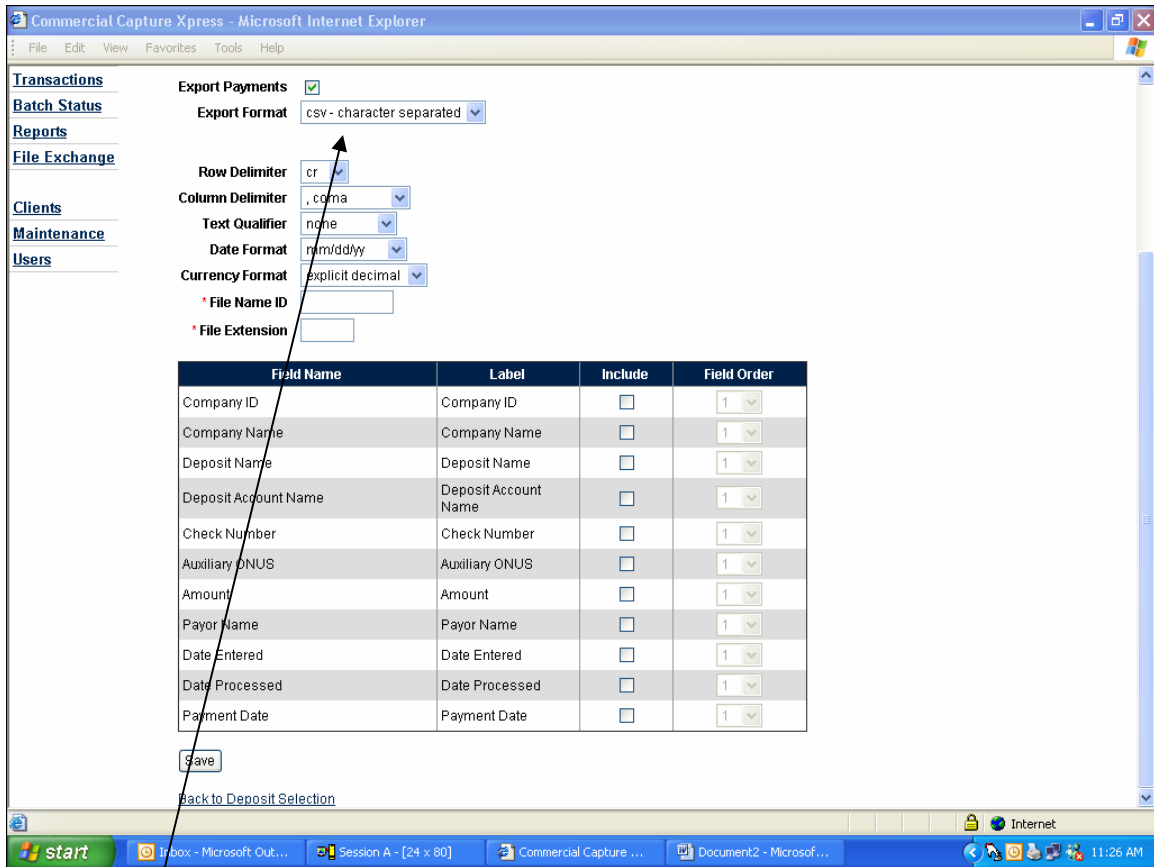 Commercial Capture Xpress - Microsoft Internet Explorer
File Edit View Favorites Tools Help
Transactions
Batch Status
Reports
File Exchange
Clients
Maintenance
Users
Export Payments
Export Format csv - character separated
Row Delimiter cr
Column Delimiter , coma
Text Qualifier none
Date Format mm/dd/yy
Currency Format explicit decimal
* File Name ID
* File Extension
Field Name Label Include Field Order
Company ID Company ID 1
Company Name Company Name 1
Deposit Name Deposit Name 1
Deposit Account Name Deposit Account 1
Name
Check Number Check Number 1
Auxiliary ONUS Auxiliary ONUS 1
Amount Amount 1
Payor Name Payor Name 1
Date Entered Date Entered 1
Date Processed Date Processed 1
Payment Date Payment Date 1
Save
Back to Deposit Selection
Internet
start Inbox - Microsoft Out... Session A - [24 x 80] Commercial Capture ... Document2 - Microsof... 11:26 AM